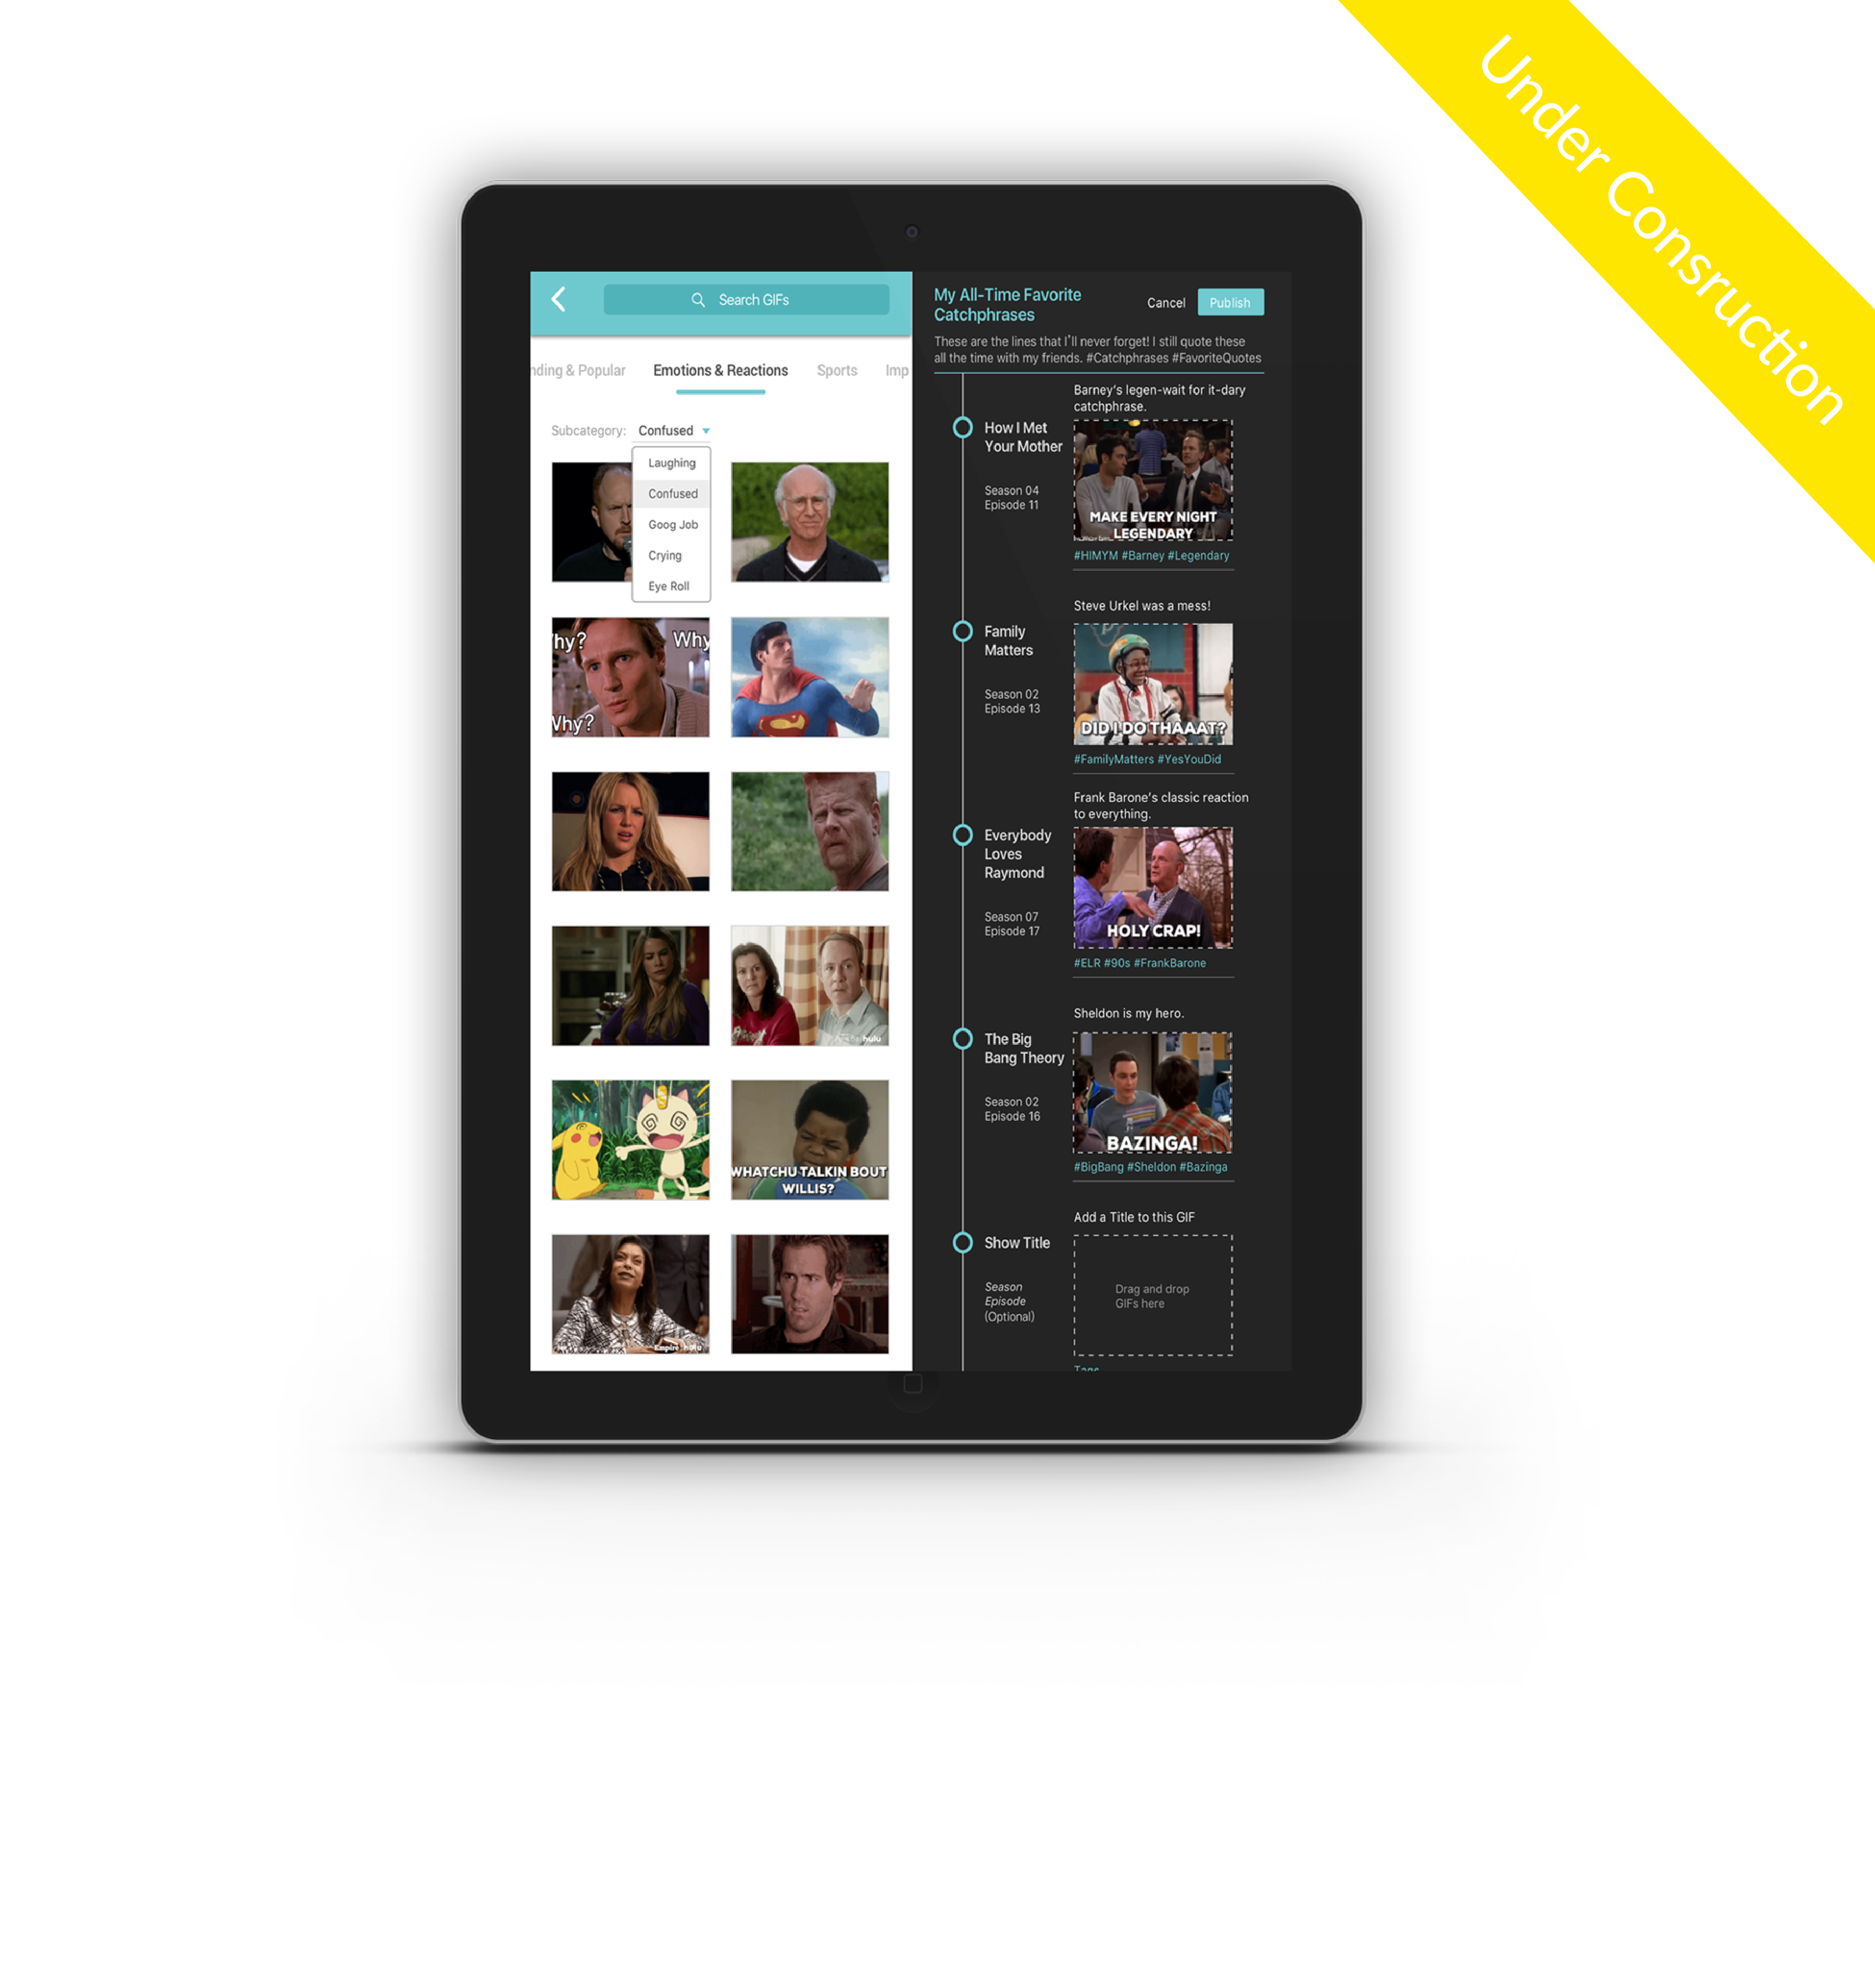 Under Consruction
Search GIFs
nding & Popular
Emotions & Reactions
Sports
Imp
Subcategory: Confused
Laughing
Confused
Goog Job
Crying
Eye Roll
hy?
Why
Why?
hulu
WHATCHU TALKIN BOUT
WILLIS?
Empire
hulu
My All-Time Favorite
Catchphrases
Cancel
Publish
These are the lines that I'll never forget! I still quote these
all the time with my friends. #Catchphrases #FavoriteQuotes
Barney's legen-wait for it-dary
catchphrase.
How I Met
Your Mother
Season 04
Episode 11
MAKE EVERY NIGHT
LEGENDARY
#HIMYM #Barney #Legendary
Steve Urkel was a mess!
Family
Matters
Season 02
Episode 13
DID I DO THAAAT?
#FamilyMatters #YesYouDid
Frank Barone's classic reaction
to everything.
Everybody
Loves
Raymond
Season 07
Episode 17
HOLY CRAP!
#ELR #90s #FrankBarone
Sheldon is my hero.
The Big
Bang Theory
Season 02
Episode 16
BAZINGA!
#BigBang #Sheldon #Bazinga
Add a Title to this GIF
Show Title
Season
Episode
(Optional)
Drag and drop
GIFs here
Tags